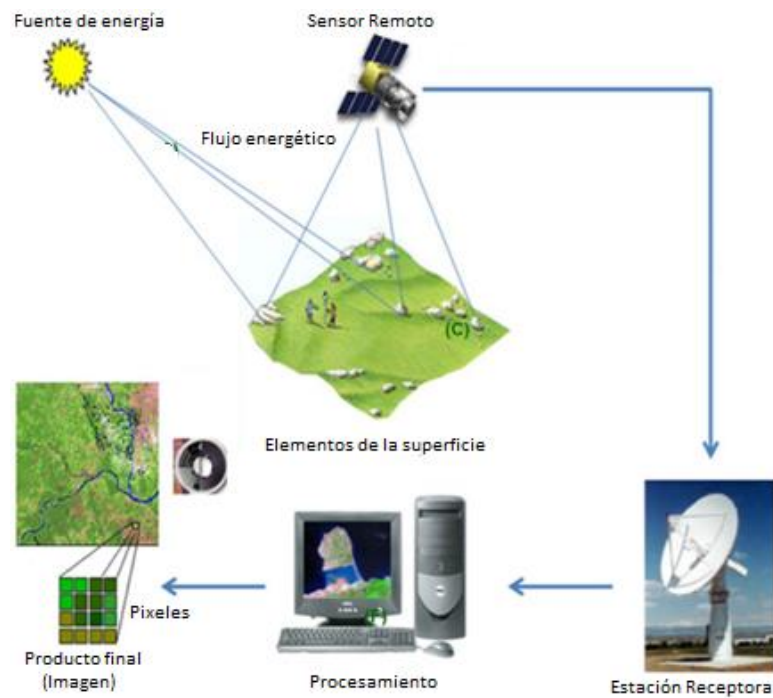 Fuente de energía
Sensor Remoto
Flujo energético
(C)
Elementos de la superficie
Pixeles
Producto final
(Imagen)
Procesamiento
Estación Receptora